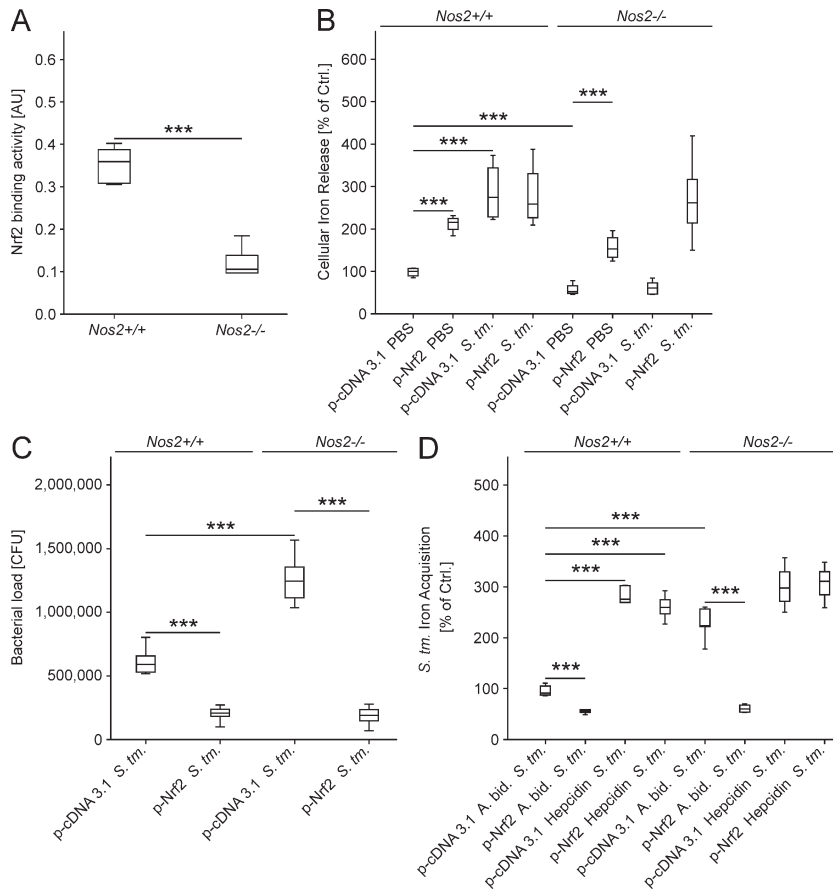 A
Nrf2 binding activity [AU]
0.6
0.5
0.4
0.3
0.2
0.1
0.0
***
Nos2+/+ Nos2-/-
B
Nos2+/+ Nos2-/-
Cellular Iron Release [% of Ctrl.]
600
500
400
300
200
100
0
***
***
***
***
p-cDNA 3.1 PBS
p-Nrf2 PBS
p-cDNA 3.1 S. tm.
p-Nrf2 S. tm.
p-cDNA 3.1 PBS
p-Nrf2 PBS
p-cDNA 3.1 S. tm.
p-Nrf2 S. tm.
C
Nos2+/+ Nos2-/-
Bacterial load [CFU]
2,000,000
1,500,000
1,000,000
500,000
0
***
***
***
p-cDNA 3.1 S. tm.
p-Nrf2 S. tm.
p-cDNA 3.1 S. tm.
p-Nrf2 S. tm.
D
Nos2+/+ Nos2-/-
S. tm. Iron Acquisition
[% of Ctrl.]
500
400
300
200
100
0
***
***
***
***
***
p-cDNA 3.1 A. bid. S. tm.
p-Nrf2 A. bid. S. tm.
p-cDNA 3.1 Hepcidin S. tm.
p-Nrf2 Hepcidin S. tm.
p-cDNA 3.1 A. bid. S. tm.
p-Nrf2 A. bid. S. tm.
p-cDNA 3.1 Hepcidin S. tm.
p-Nrf2 Hepcidin S. tm.